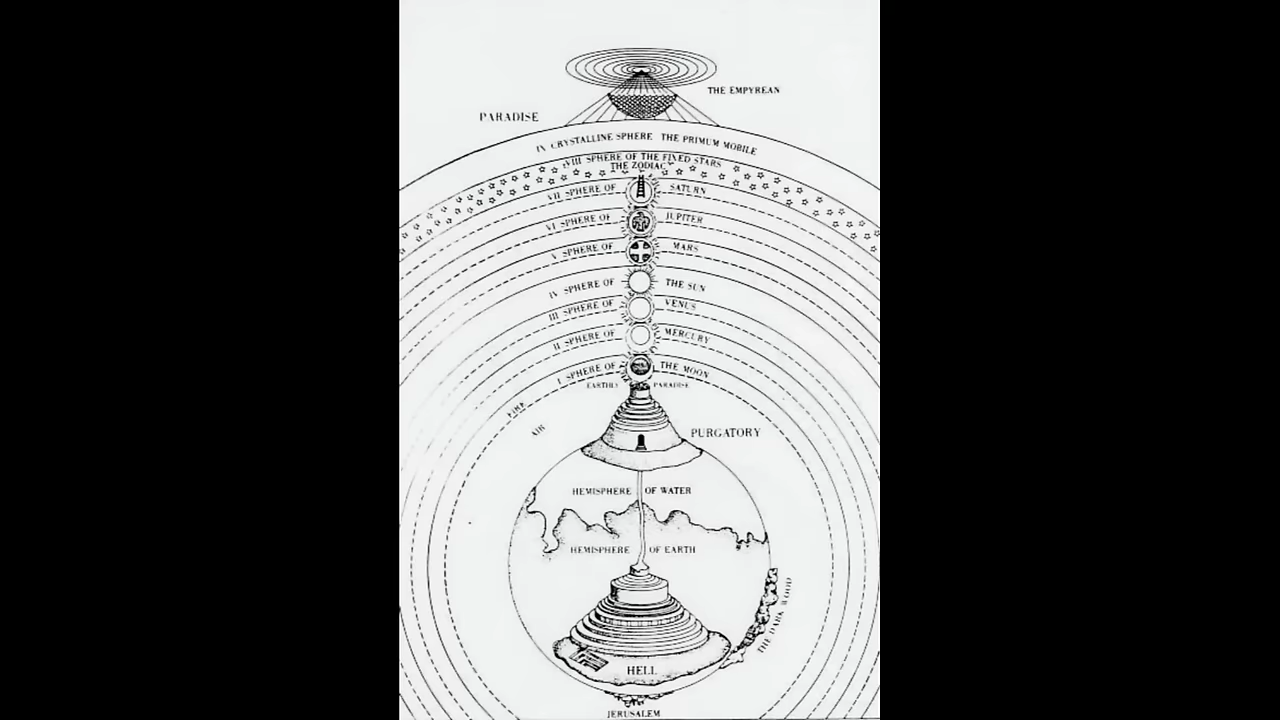 THE EMPYREAN
PARADISE
IX CRYSTALLINE SPHERE THE PRIMUM MOBILE
VIII SPHERE OF THE FIXED STARS
THE ZODIAC
VII SPHERE OF SATURN
VI SPHERE OF JUPITER
V SPHERE OF MARS
IV SPHERE OF THE SUN
III SPHERE OF VENUS
II SPHERE OF MERCURY
I SPHERE OF THE MOON
EARTHLY PARADISE
FIRE
AIR
PURGATORY
HEMISPHERE OF WATER
HEMISPHERE OF EARTH
THE DARK WOOD
HELL
JERUSALEM